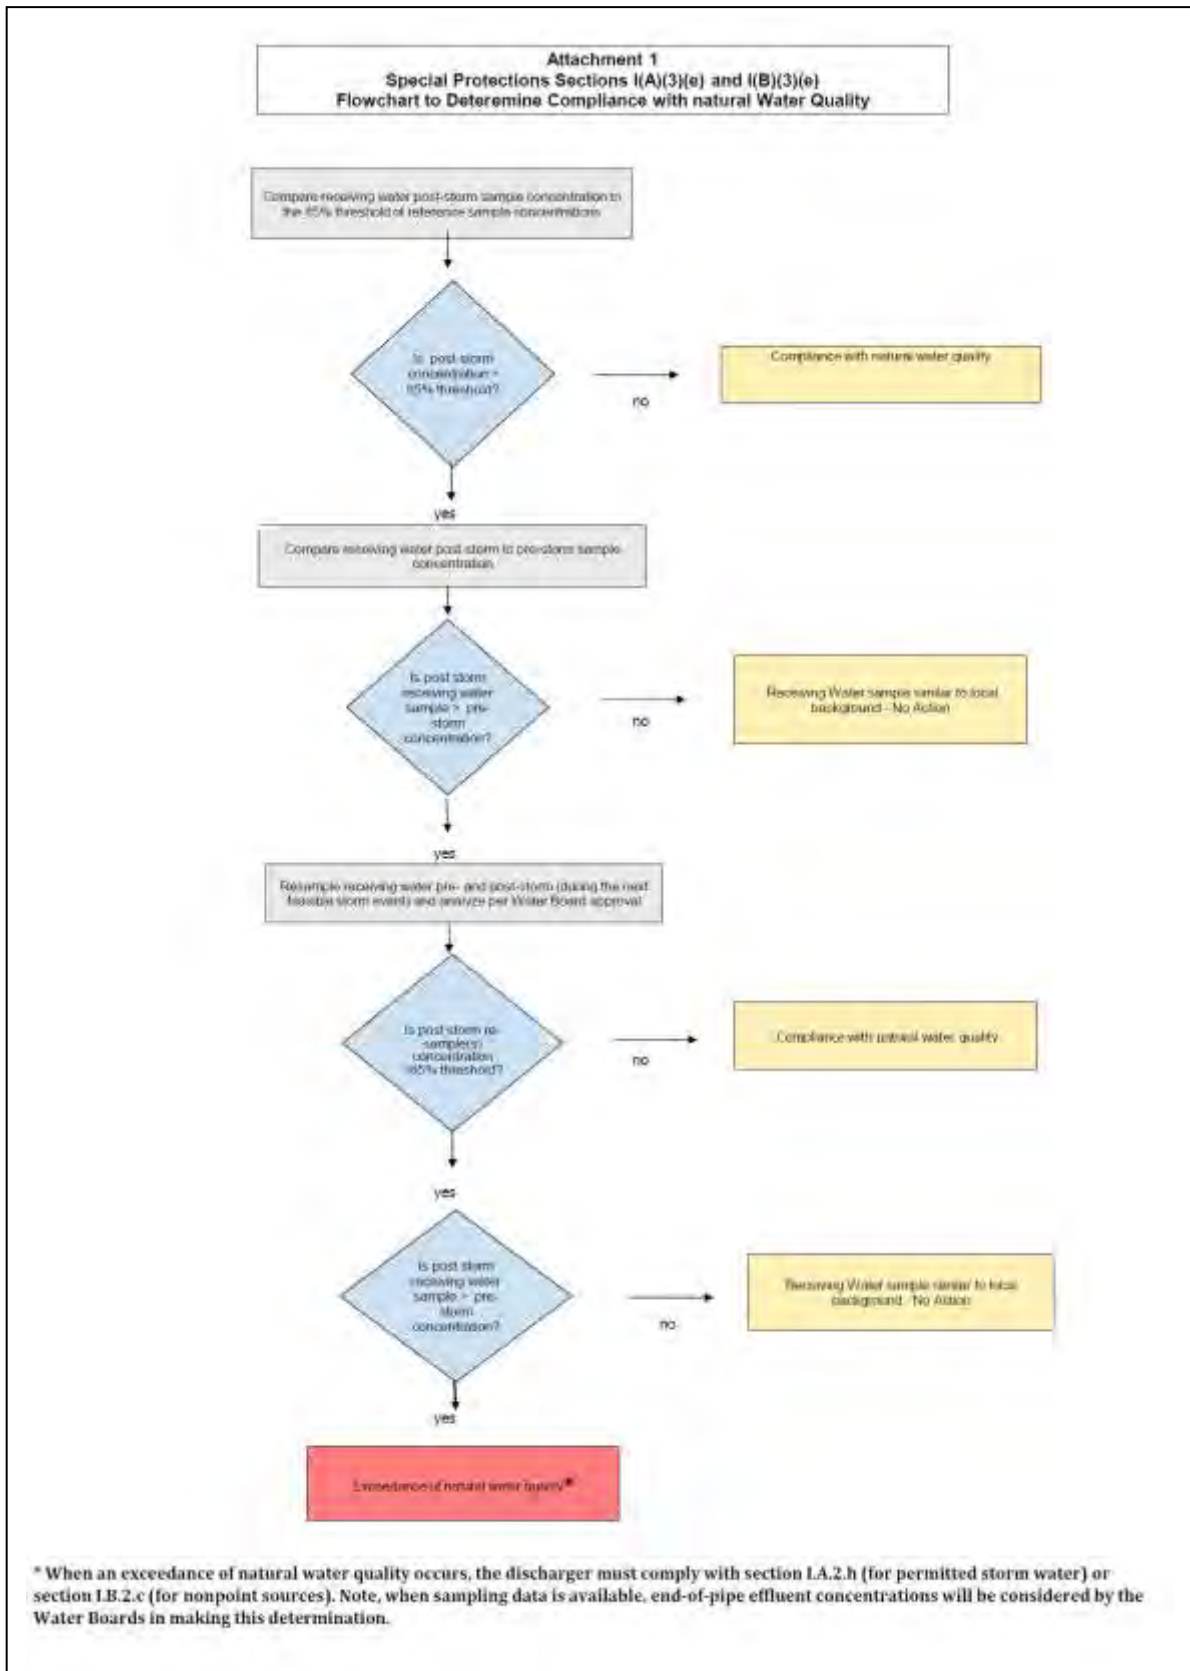 Attachment 1
Special Protections Sections I(A)(3)(e) and I(B)(3)(e)
Flowchart to Deteremine Compliance with natural Water Quality
Compare receiving water post-storm sample concentration to
the 85% threshold of reference sample concentrations
Is post-storm
concentration >
85% threshold?
no
Compliance with natural water quality
yes
Compare receiving water post-storm to pre-storm sample
concentration
Is post storm
receiving water
sample > pre-
storm
concentration?
no
Receiving Water sample similar to local
background - No Action
yes
Resample receiving water pre- and post-storm (during the next
feasible storm event) and analyze per Water Board approval
Is post storm re-
sample(s)
concentration
>85% threshold?
no
Compliance with natural water quality
yes
Is post storm
receiving water
sample > pre-
storm
concentration?
no
Receiving Water sample similar to local
background - No Action
yes
Exceedance of natural water quality*
* When an exceedance of natural water quality occurs, the discharger must comply with section I.A.2.h (for permitted storm water) or
section I.B.2.c (for nonpoint sources). Note, when sampling data is available, end-of-pipe effluent concentrations will be considered by the
Water Boards in making this determination.